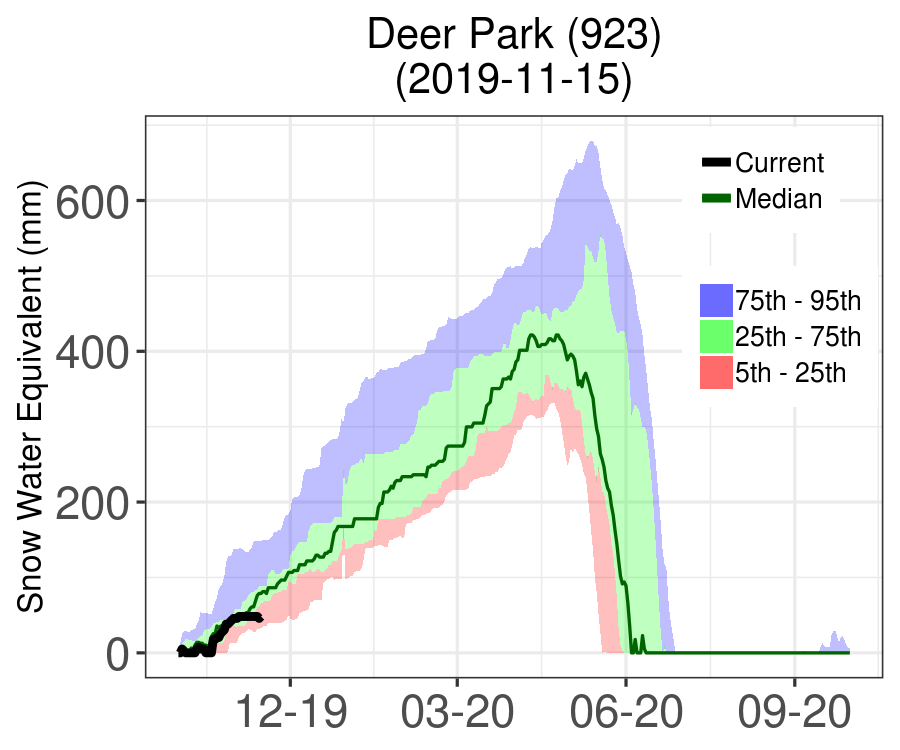 Deer Park (923)
(2019-11-15)
Snow Water Equivalent (mm)
600
400
200
0
12-19
03-20
06-20
09-20
Current
Median
75th - 95th
25th - 75th
5th - 25th